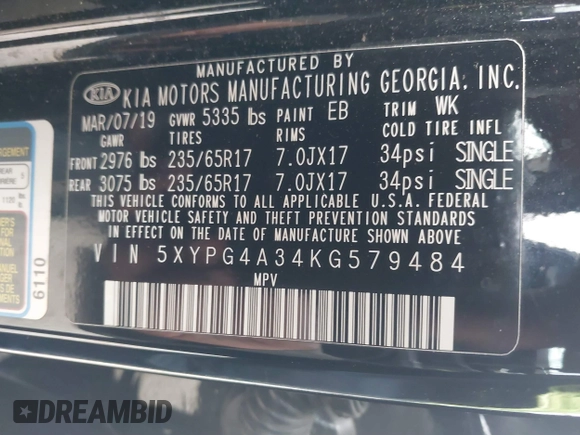 MANUFACTURED BY
KIA KIA MOTORS MANUFACTURING GEORGIA, INC.
MAR/07/19 GVWR 5335 lbs PAINT EB TRIM WK
GAWR TIRES RIMS COLD TIRE INFL
FRONT 2976 lbs 235/65R17 7.0JX17 34psi SINGLE
REAR 3075 lbs 235/65R17 7.0JX17 34psi SINGLE
THIS VEHICLE CONFORMS TO ALL APPLICABLE U.S.A. FEDERAL
MOTOR VEHICLE SAFETY AND THEFT PREVENTION STANDARDS
IN EFFECT ON THE DATE OF MANUFACTURE SHOWN ABOVE.
VIN 5XYPG4A34KG579484
MPV
6110
DREAMBID